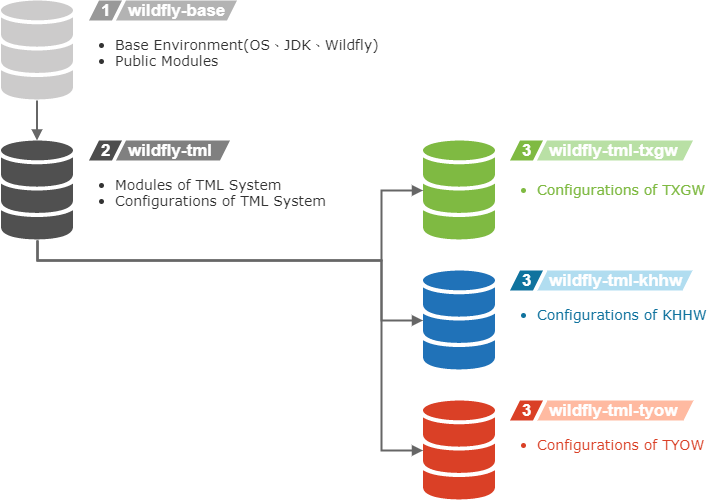 1 wildfly-base
• Base Environment(OS、JDK、Wildfly)
• Public Modules
2 wildfly-tml
• Modules of TML System
• Configurations of TML System
3 wildfly-tml-txgw
• Configurations of TXGW
3 wildfly-tml-khhw
• Configurations of KHHW
3 wildfly-tml-tyow
• Configurations of TYOW